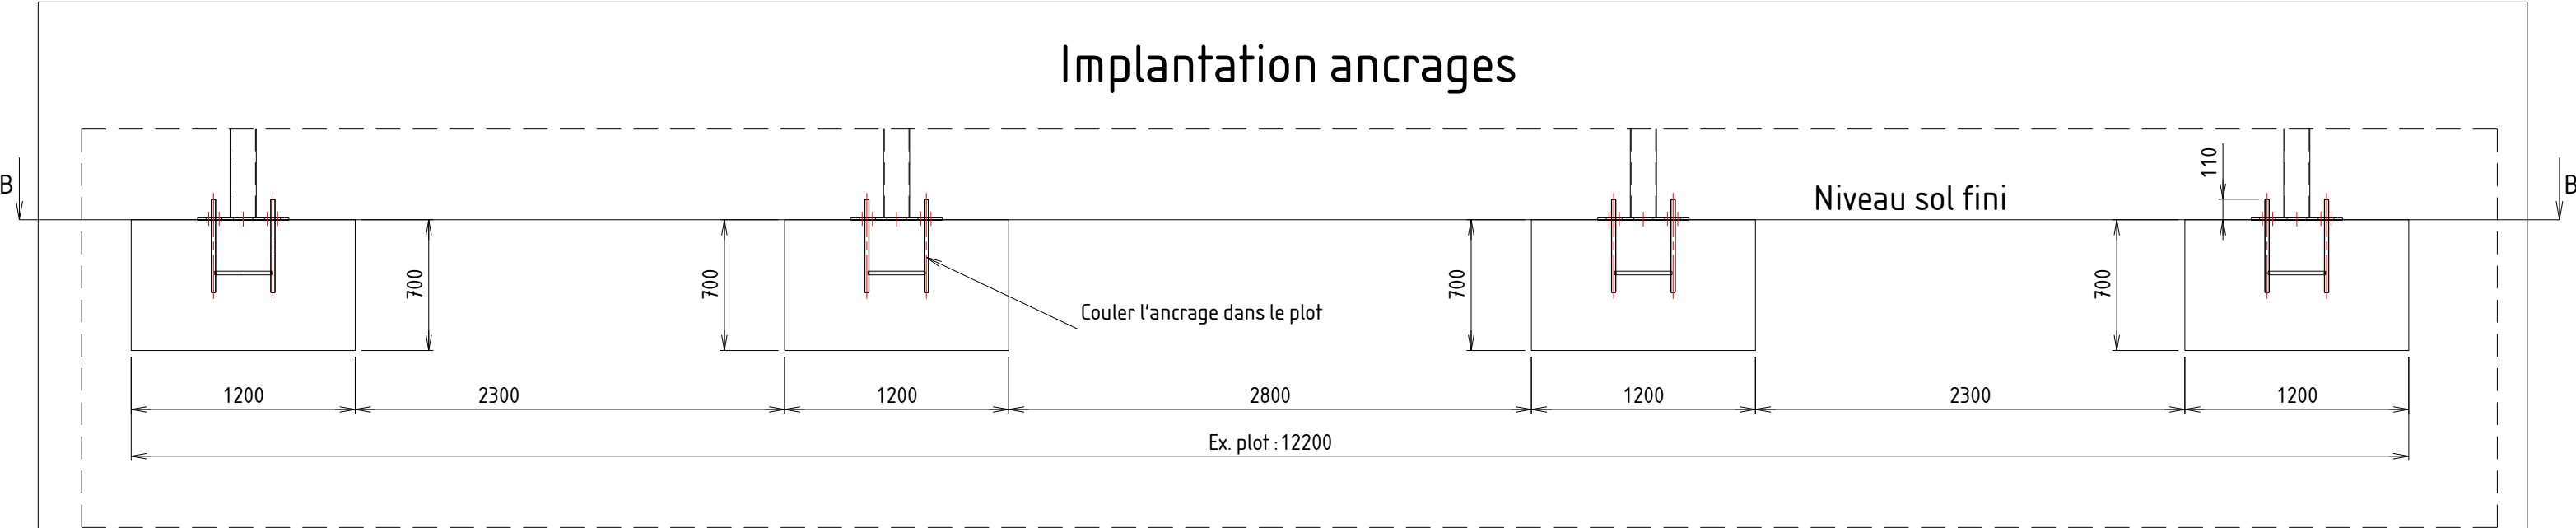 Implantation ancrages
110
B
B
Niveau sol fini
700
700
700
700
Couler l'ancrage dans le plot
1200
2300
1200
2800
1200
2300
1200
Ex. plot : 12200